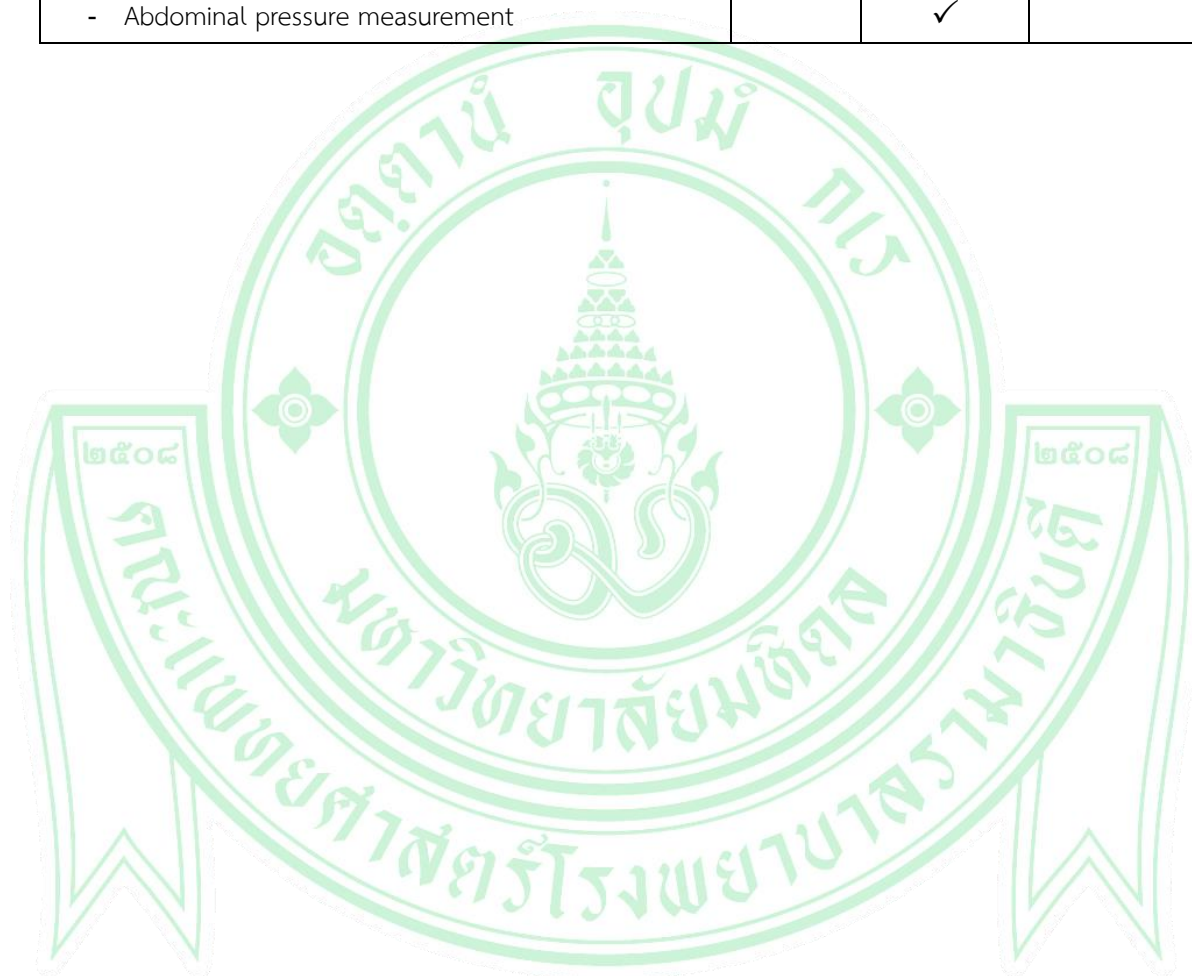 - Abdominal pressure measurement ✓
อตฺตานํ อุปมํ กเร
๒๕๐๘ ๒๕๐๘
มหาวิทยาลัยมหิดล
คณะแพทยศาสตร์โรงพยาบาลรามาธิบดี